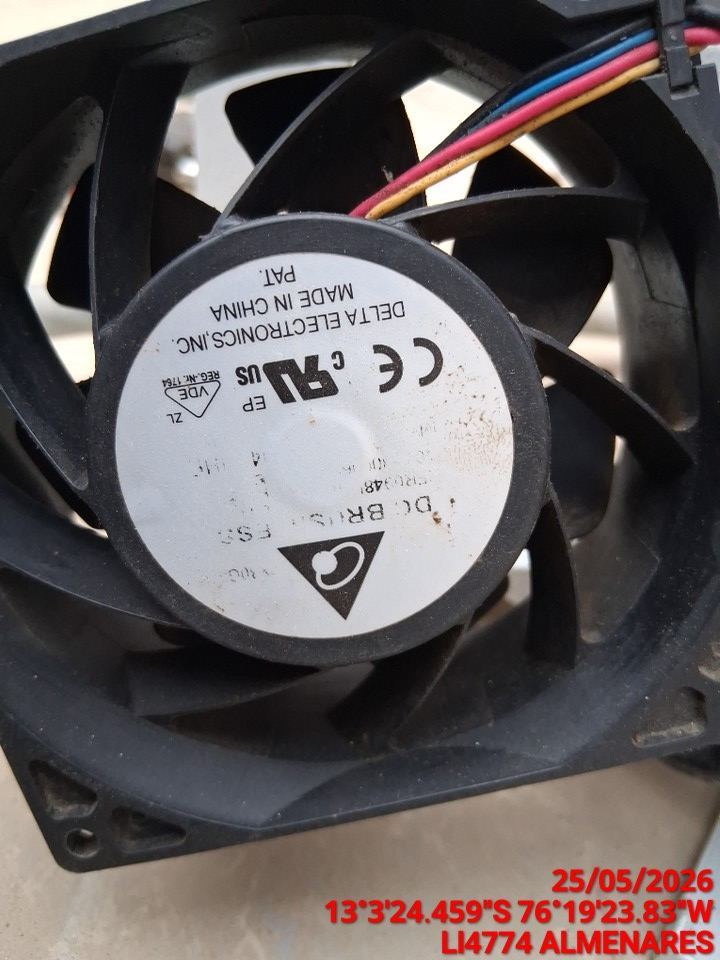 DC BRUSHLESS
EP
ZL
VDE
REG.-Nr. 1764
C
US
CE
DELTA ELECTRONICS, INC.
MADE IN CHINA
PAT.
25/05/2026
13°3'24.459"S 76°19'23.83"W
LI4774 ALMENARES